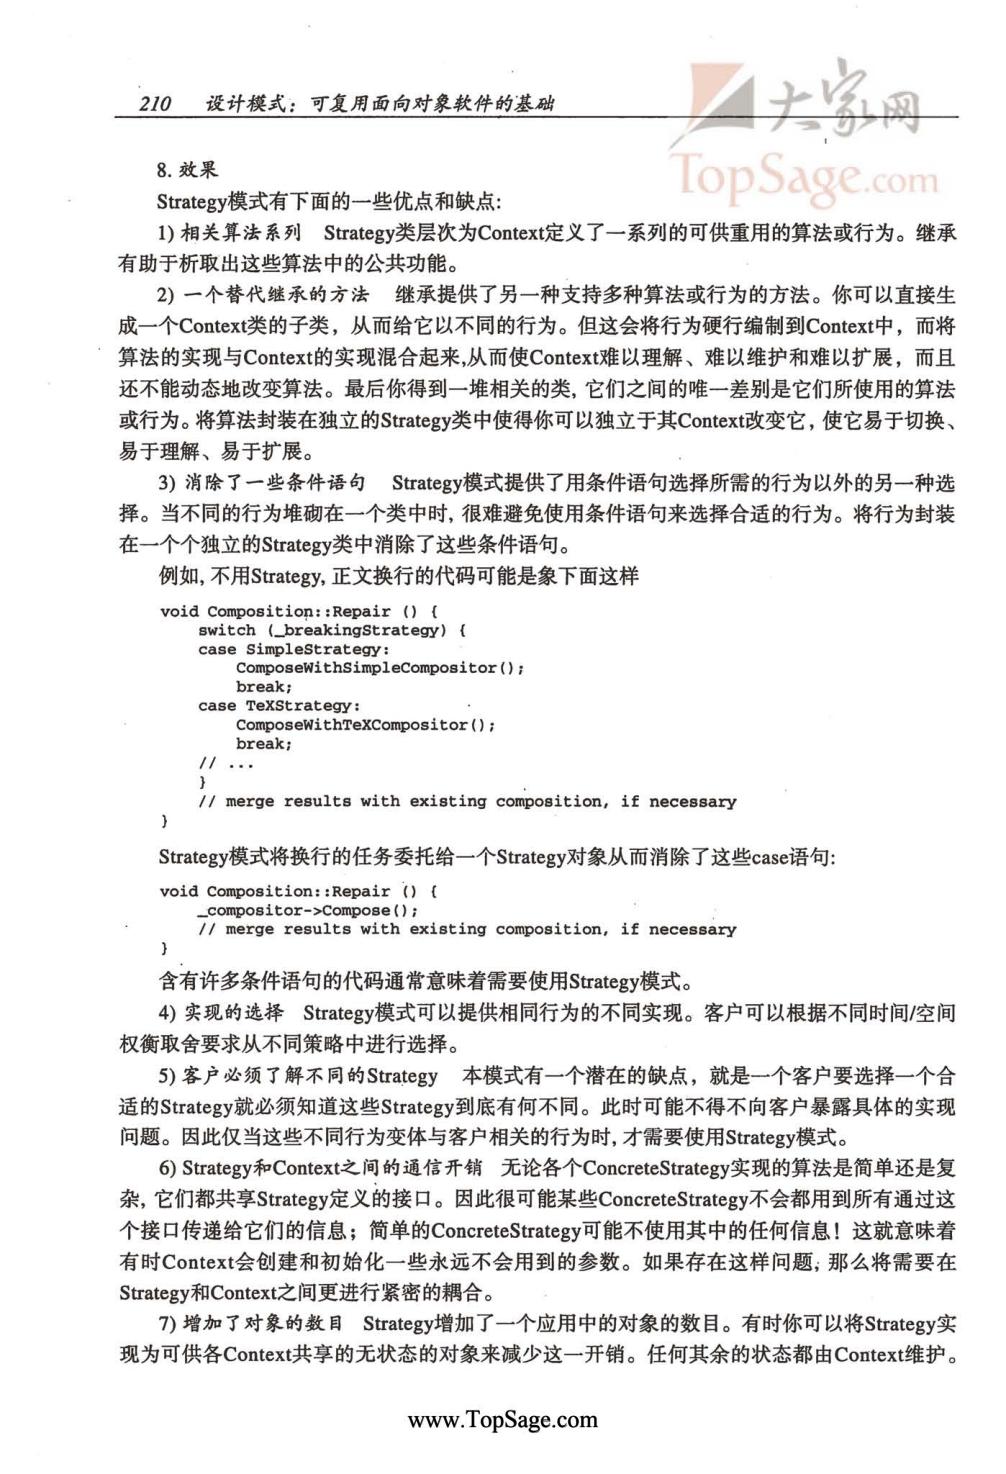 210 设计模式：可复用面向对象软件的基础
大家网
TopSage.com
8. 效果
Strategy模式有下面的一些优点和缺点:
1) 相关算法系列 Strategy类层次为Context定义了一系列的可供重用的算法或行为。继承
有助于析取出这些算法中的公共功能。
2) 一个替代继承的方法 继承提供了另一种支持多种算法或行为的方法。你可以直接生
成一个Context类的子类，从而给它以不同的行为。但这会将行为硬行编制到Context中，而将
算法的实现与Context的实现混合起来,从而使Context难以理解、难以维护和难以扩展，而且
还不能动态地改变算法。最后你得到一堆相关的类, 它们之间的唯一差别是它们所使用的算法
或行为。将算法封装在独立的Strategy类中使得你可以独立于其Context改变它，使它易于切换、
易于理解、易于扩展。
3) 消除了一些条件语句 Strategy模式提供了用条件语句选择所需的行为以外的另一种选
择。当不同的行为堆砌在一个类中时, 很难避免使用条件语句来选择合适的行为。将行为封装
在一个个独立的Strategy类中消除了这些条件语句。
例如, 不用Strategy, 正文换行的代码可能是象下面这样
void Composition::Repair () {
switch (_breakingStrategy) {
case SimpleStrategy:
ComposeWithSimpleCompositor();
break;
case TeXStrategy:
ComposeWithTeXCompositor();
break;
// ...
}
// merge results with existing composition, if necessary
}
Strategy模式将换行的任务委托给一个Strategy对象从而消除了这些case语句:
void Composition::Repair () {
_compositor->Compose();
// merge results with existing composition, if necessary
}
含有许多条件语句的代码通常意味着需要使用Strategy模式。
4) 实现的选择 Strategy模式可以提供相同行为的不同实现。客户可以根据不同时间/空间
权衡取舍要求从不同策略中进行选择。
5) 客户必须了解不同的Strategy 本模式有一个潜在的缺点，就是一个客户要选择一个合
适的Strategy就必须知道这些Strategy到底有何不同。此时可能不得不向客户暴露具体的实现
问题。因此仅当这些不同行为变体与客户相关的行为时, 才需要使用Strategy模式。
6) Strategy和Context之间的通信开销 无论各个ConcreteStrategy实现的算法是简单还是复
杂, 它们都共享Strategy定义的接口。因此很可能某些ConcreteStrategy不会都用到所有通过这
个接口传递给它们的信息；简单的ConcreteStrategy可能不使用其中的任何信息！这就意味着
有时Context会创建和初始化一些永远不会用到的参数。如果存在这样问题, 那么将需要在
Strategy和Context之间更进行紧密的耦合。
7) 增加了对象的数目 Strategy增加了一个应用中的对象的数目。有时你可以将Strategy实
现为可供各Context共享的无状态的对象来减少这一开销。任何其余的状态都由Context维护。
www.TopSage.com